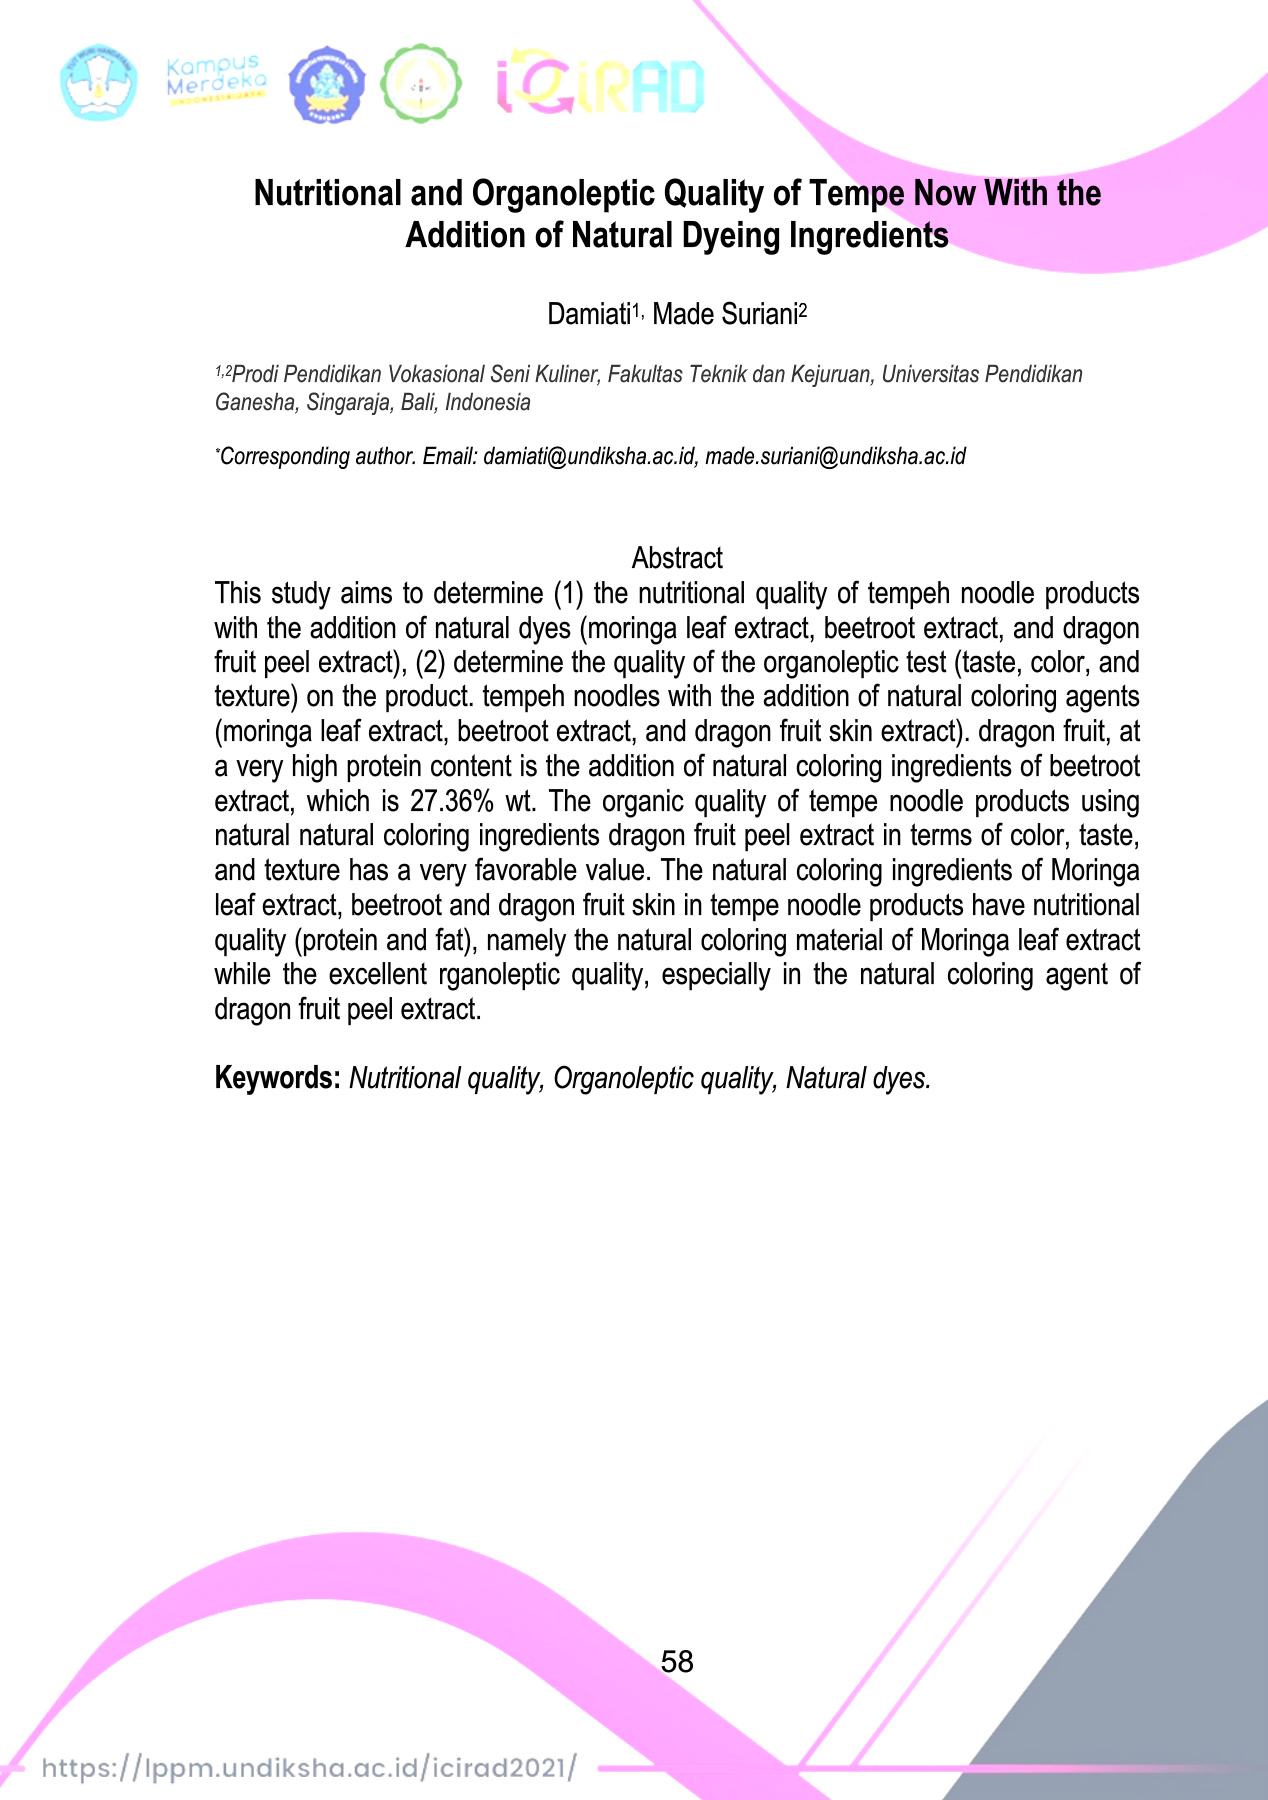 TUT WURI HANDAYANI
Kampus
Merdeka
INDONESIA JAYA
UNDIKSHA
iCiRAD
Nutritional and Organoleptic Quality of Tempe Now With the
Addition of Natural Dyeing Ingredients
Damiati1, Made Suriani2
1,2Prodi Pendidikan Vokasional Seni Kuliner, Fakultas Teknik dan Kejuruan, Universitas Pendidikan
Ganesha, Singaraja, Bali, Indonesia
*Corresponding author. Email: damiati@undiksha.ac.id, made.suriani@undiksha.ac.id
Abstract
This study aims to determine (1) the nutritional quality of tempeh noodle products
with the addition of natural dyes (moringa leaf extract, beetroot extract, and dragon
fruit peel extract), (2) determine the quality of the organoleptic test (taste, color, and
texture) on the product. tempeh noodles with the addition of natural coloring agents
(moringa leaf extract, beetroot extract, and dragon fruit skin extract). dragon fruit, at
a very high protein content is the addition of natural coloring ingredients of beetroot
extract, which is 27.36% wt. The organic quality of tempe noodle products using
natural natural coloring ingredients dragon fruit peel extract in terms of color, taste,
and texture has a very favorable value. The natural coloring ingredients of Moringa
leaf extract, beetroot and dragon fruit skin in tempe noodle products have nutritional
quality (protein and fat), namely the natural coloring material of Moringa leaf extract
while the excellent rganoleptic quality, especially in the natural coloring agent of
dragon fruit peel extract.
Keywords: Nutritional quality, Organoleptic quality, Natural dyes.
58
https://lppm.undiksha.ac.id/icirad2021/